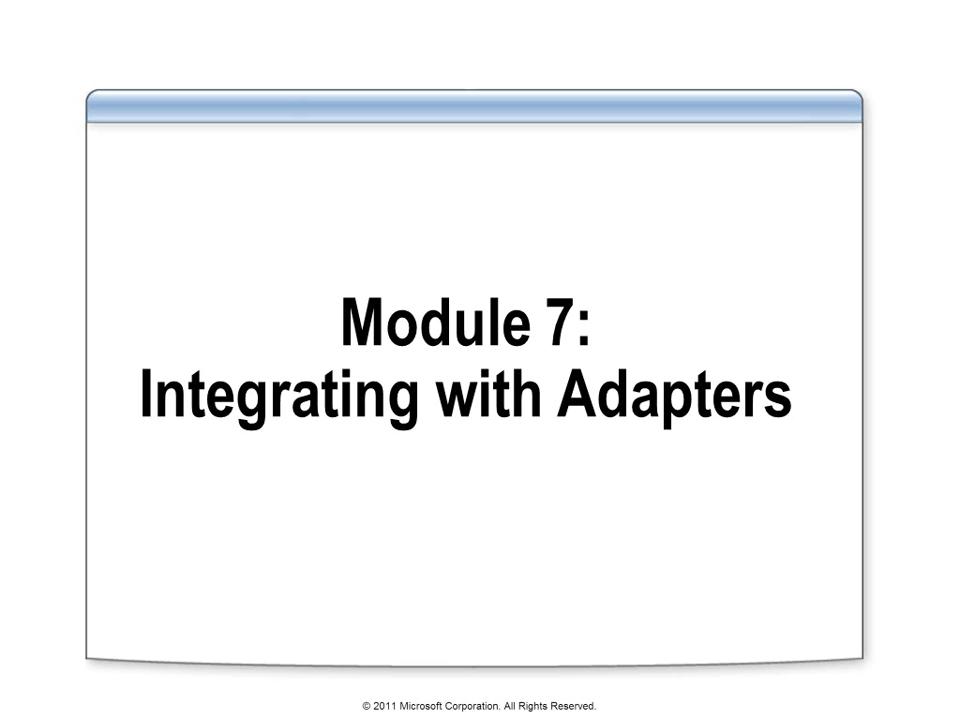 Module 7:
Integrating with Adapters
© 2011 Microsoft Corporation. All Rights Reserved.